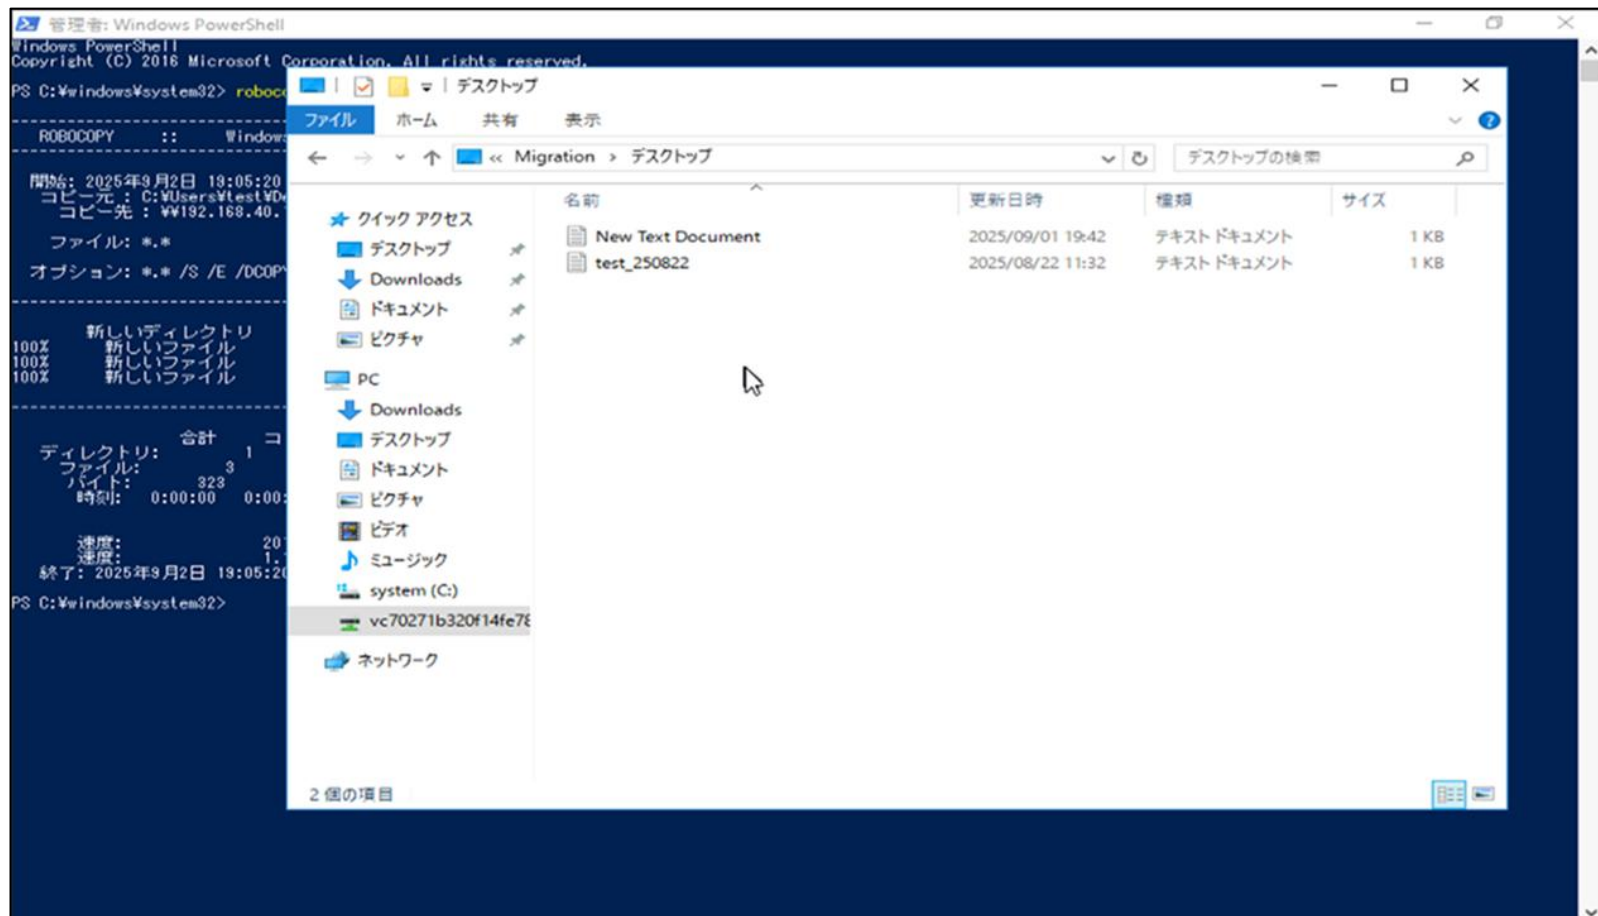 管理者: Windows PowerShell
Windows PowerShell
Copyright (C) 2016 Microsoft Corporation. All rights reserved.
PS C:¥windows¥system32> roboc
ROBOCOPY :: Windows
開始: 2025年9月2日 19:05:20
コピー元 : C:¥Users¥test¥De
コピー先 : ¥¥192.168.40.
ファイル: *.*
オプション: *.* /S /E /DCOPY
新しいディレクトリ
100% 新しいファイル
100% 新しいファイル
100% 新しいファイル
合計 コ
ディレクトリ: 1
ファイル: 3
バイト: 323
時刻: 0:00:00 0:00:
速度: 20
速度: 1.
終了: 2025年9月2日 19:05:20
PS C:¥windows¥system32>
デスクトップ
ファイル ホーム 共有 表示
« Migration › デスクトップ
デスクトップの検索
名前 更新日時 種類 サイズ
New Text Document 2025/09/01 19:42 テキスト ドキュメント 1 KB
test_250822 2025/08/22 11:32 テキスト ドキュメント 1 KB
クイック アクセス
デスクトップ
Downloads
ドキュメント
ピクチャ
PC
Downloads
デスクトップ
ドキュメント
ピクチャ
ビデオ
ミュージック
system (C:)
vc70271b320f14fe78
ネットワーク
2 個の項目